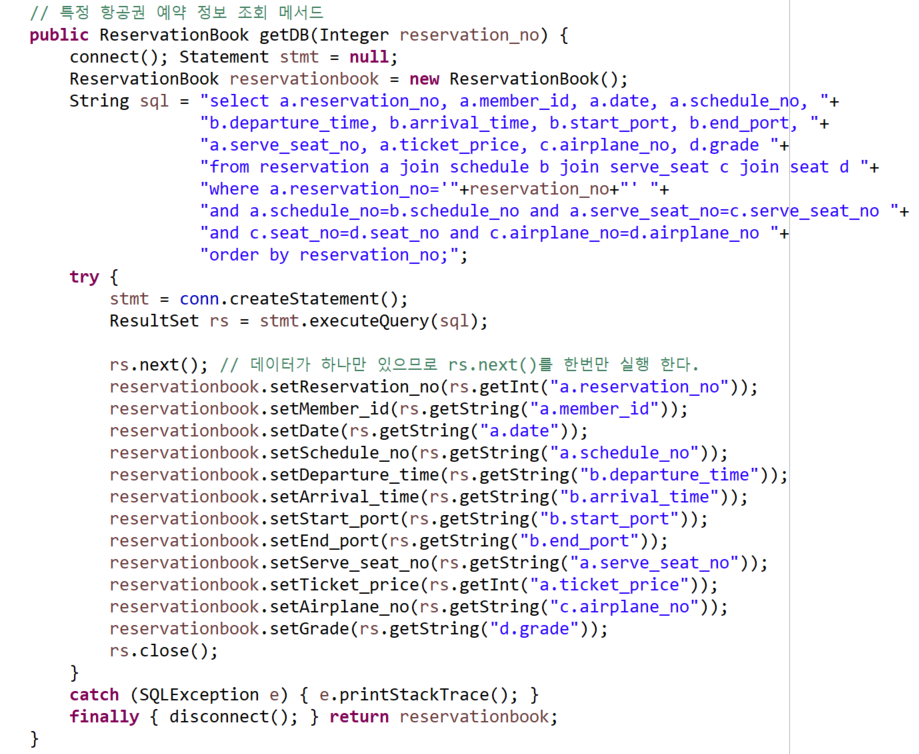 // 특정 항공권 예약 정보 조회 메서드
public ReservationBook getDB(Integer reservation_no) {
    connect(); Statement stmt = null;
    ReservationBook reservationbook = new ReservationBook();
    String sql = "select a.reservation_no, a.member_id, a.date, a.schedule_no, "+
                 "b.departure_time, b.arrival_time, b.start_port, b.end_port, "+
                 "a.serve_seat_no, a.ticket_price, c.airplane_no, d.grade "+
                 "from reservation a join schedule b join serve_seat c join seat d "+
                 "where a.reservation_no='"+reservation_no+"' "+
                 "and a.schedule_no=b.schedule_no and a.serve_seat_no=c.serve_seat_no "+
                 "and c.seat_no=d.seat_no and c.airplane_no=d.airplane_no "+
                 "order by reservation_no;";
    try {
        stmt = conn.createStatement();
        ResultSet rs = stmt.executeQuery(sql);

        rs.next(); // 데이터가 하나만 있으므로 rs.next()를 한번만 실행 한다.
        reservationbook.setReservation_no(rs.getInt("a.reservation_no"));
        reservationbook.setMember_id(rs.getString("a.member_id"));
        reservationbook.setDate(rs.getString("a.date"));
        reservationbook.setSchedule_no(rs.getString("a.schedule_no"));
        reservationbook.setDeparture_time(rs.getString("b.departure_time"));
        reservationbook.setArrival_time(rs.getString("b.arrival_time"));
        reservationbook.setStart_port(rs.getString("b.start_port"));
        reservationbook.setEnd_port(rs.getString("b.end_port"));
        reservationbook.setServe_seat_no(rs.getString("a.serve_seat_no"));
        reservationbook.setTicket_price(rs.getInt("a.ticket_price"));
        reservationbook.setAirplane_no(rs.getString("c.airplane_no"));
        reservationbook.setGrade(rs.getString("d.grade"));
        rs.close();
    }
    catch (SQLException e) { e.printStackTrace(); }
    finally { disconnect(); } return reservationbook;
}